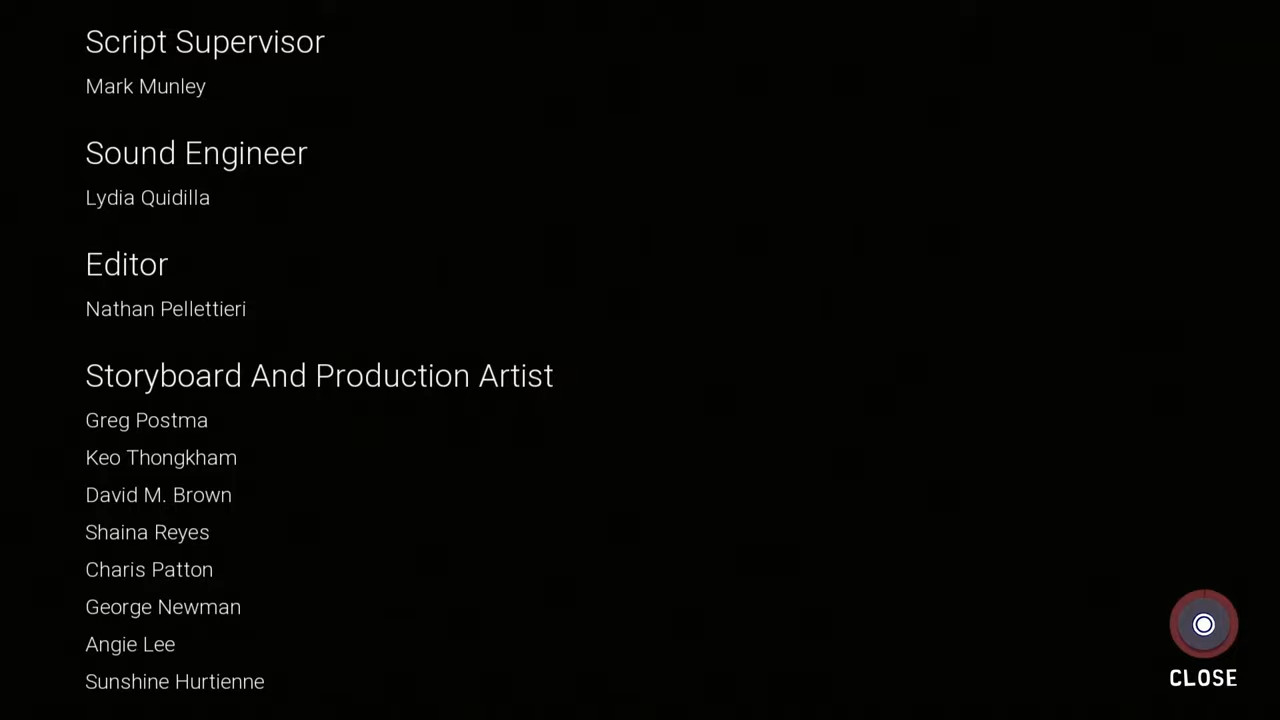 Script Supervisor
Mark Munley
Sound Engineer
Lydia Quidilla
Editor
Nathan Pellettieri
Storyboard And Production Artist
Greg Postma
Keo Thongkham
David M. Brown
Shaina Reyes
Charis Patton
George Newman
Angie Lee
Sunshine Hurtienne
CLOSE